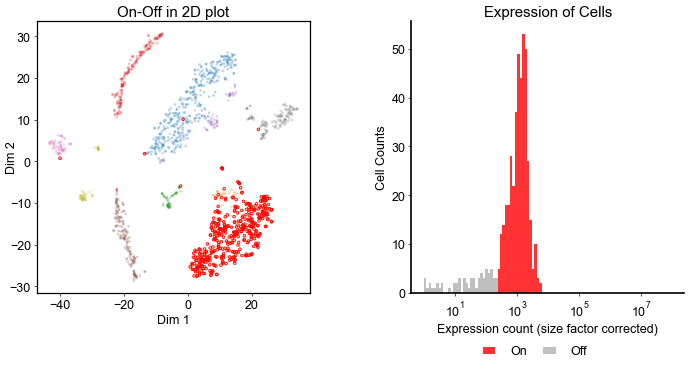 On-Off in 2D plot
30
20
10
0
−10
−20
−30
Dim 2
−40
−20
0
20
Dim 1
Expression of Cells
50
40
30
20
10
0
Cell Counts
10^1
10^3
10^5
10^7
Expression count (size factor corrected)
On
Off